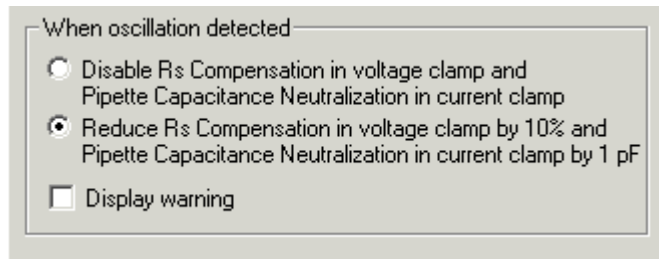 When oscillation detected
Disable Rs Compensation in voltage clamp and
Pipette Capacitance Neutralization in current clamp
Reduce Rs Compensation in voltage clamp by 10% and
Pipette Capacitance Neutralization in current clamp by 1 pF
Display warning